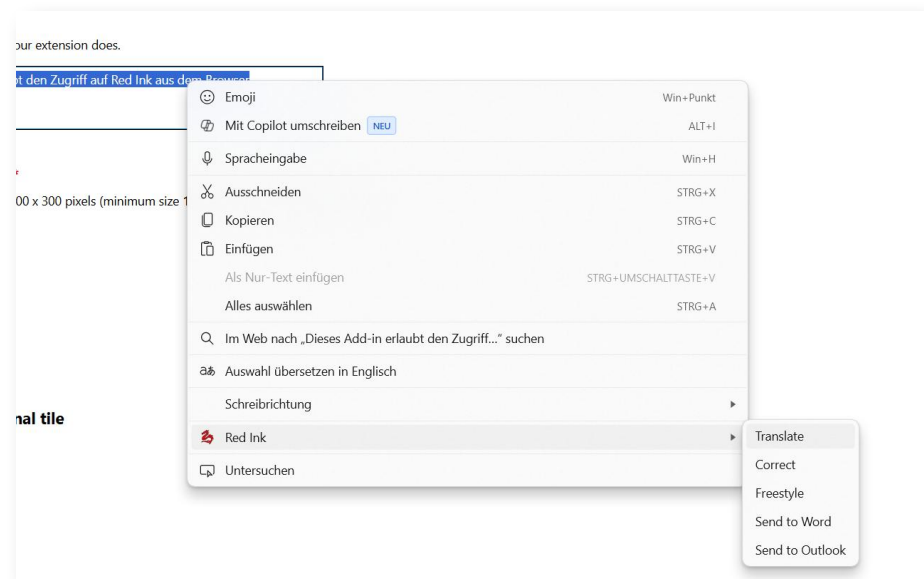 our extension does.
bt den Zugriff auf Red Ink aus dem Browser
Emoji Win+Punkt
Mit Copilot umschreiben NEU ALT+I
Spracheingabe Win+H
*
Ausschneiden STRG+X
00 x 300 pixels (minimum size 1
Kopieren STRG+C
Einfügen STRG+V
Als Nur-Text einfügen STRG+UMSCHALTTASTE+V
Alles auswählen STRG+A
Im Web nach „Dieses Add-in erlaubt den Zugriff...“ suchen
Auswahl übersetzen in Englisch
Schreibrichtung
nal tile
Red Ink
Untersuchen
Translate
Correct
Freestyle
Send to Word
Send to Outlook